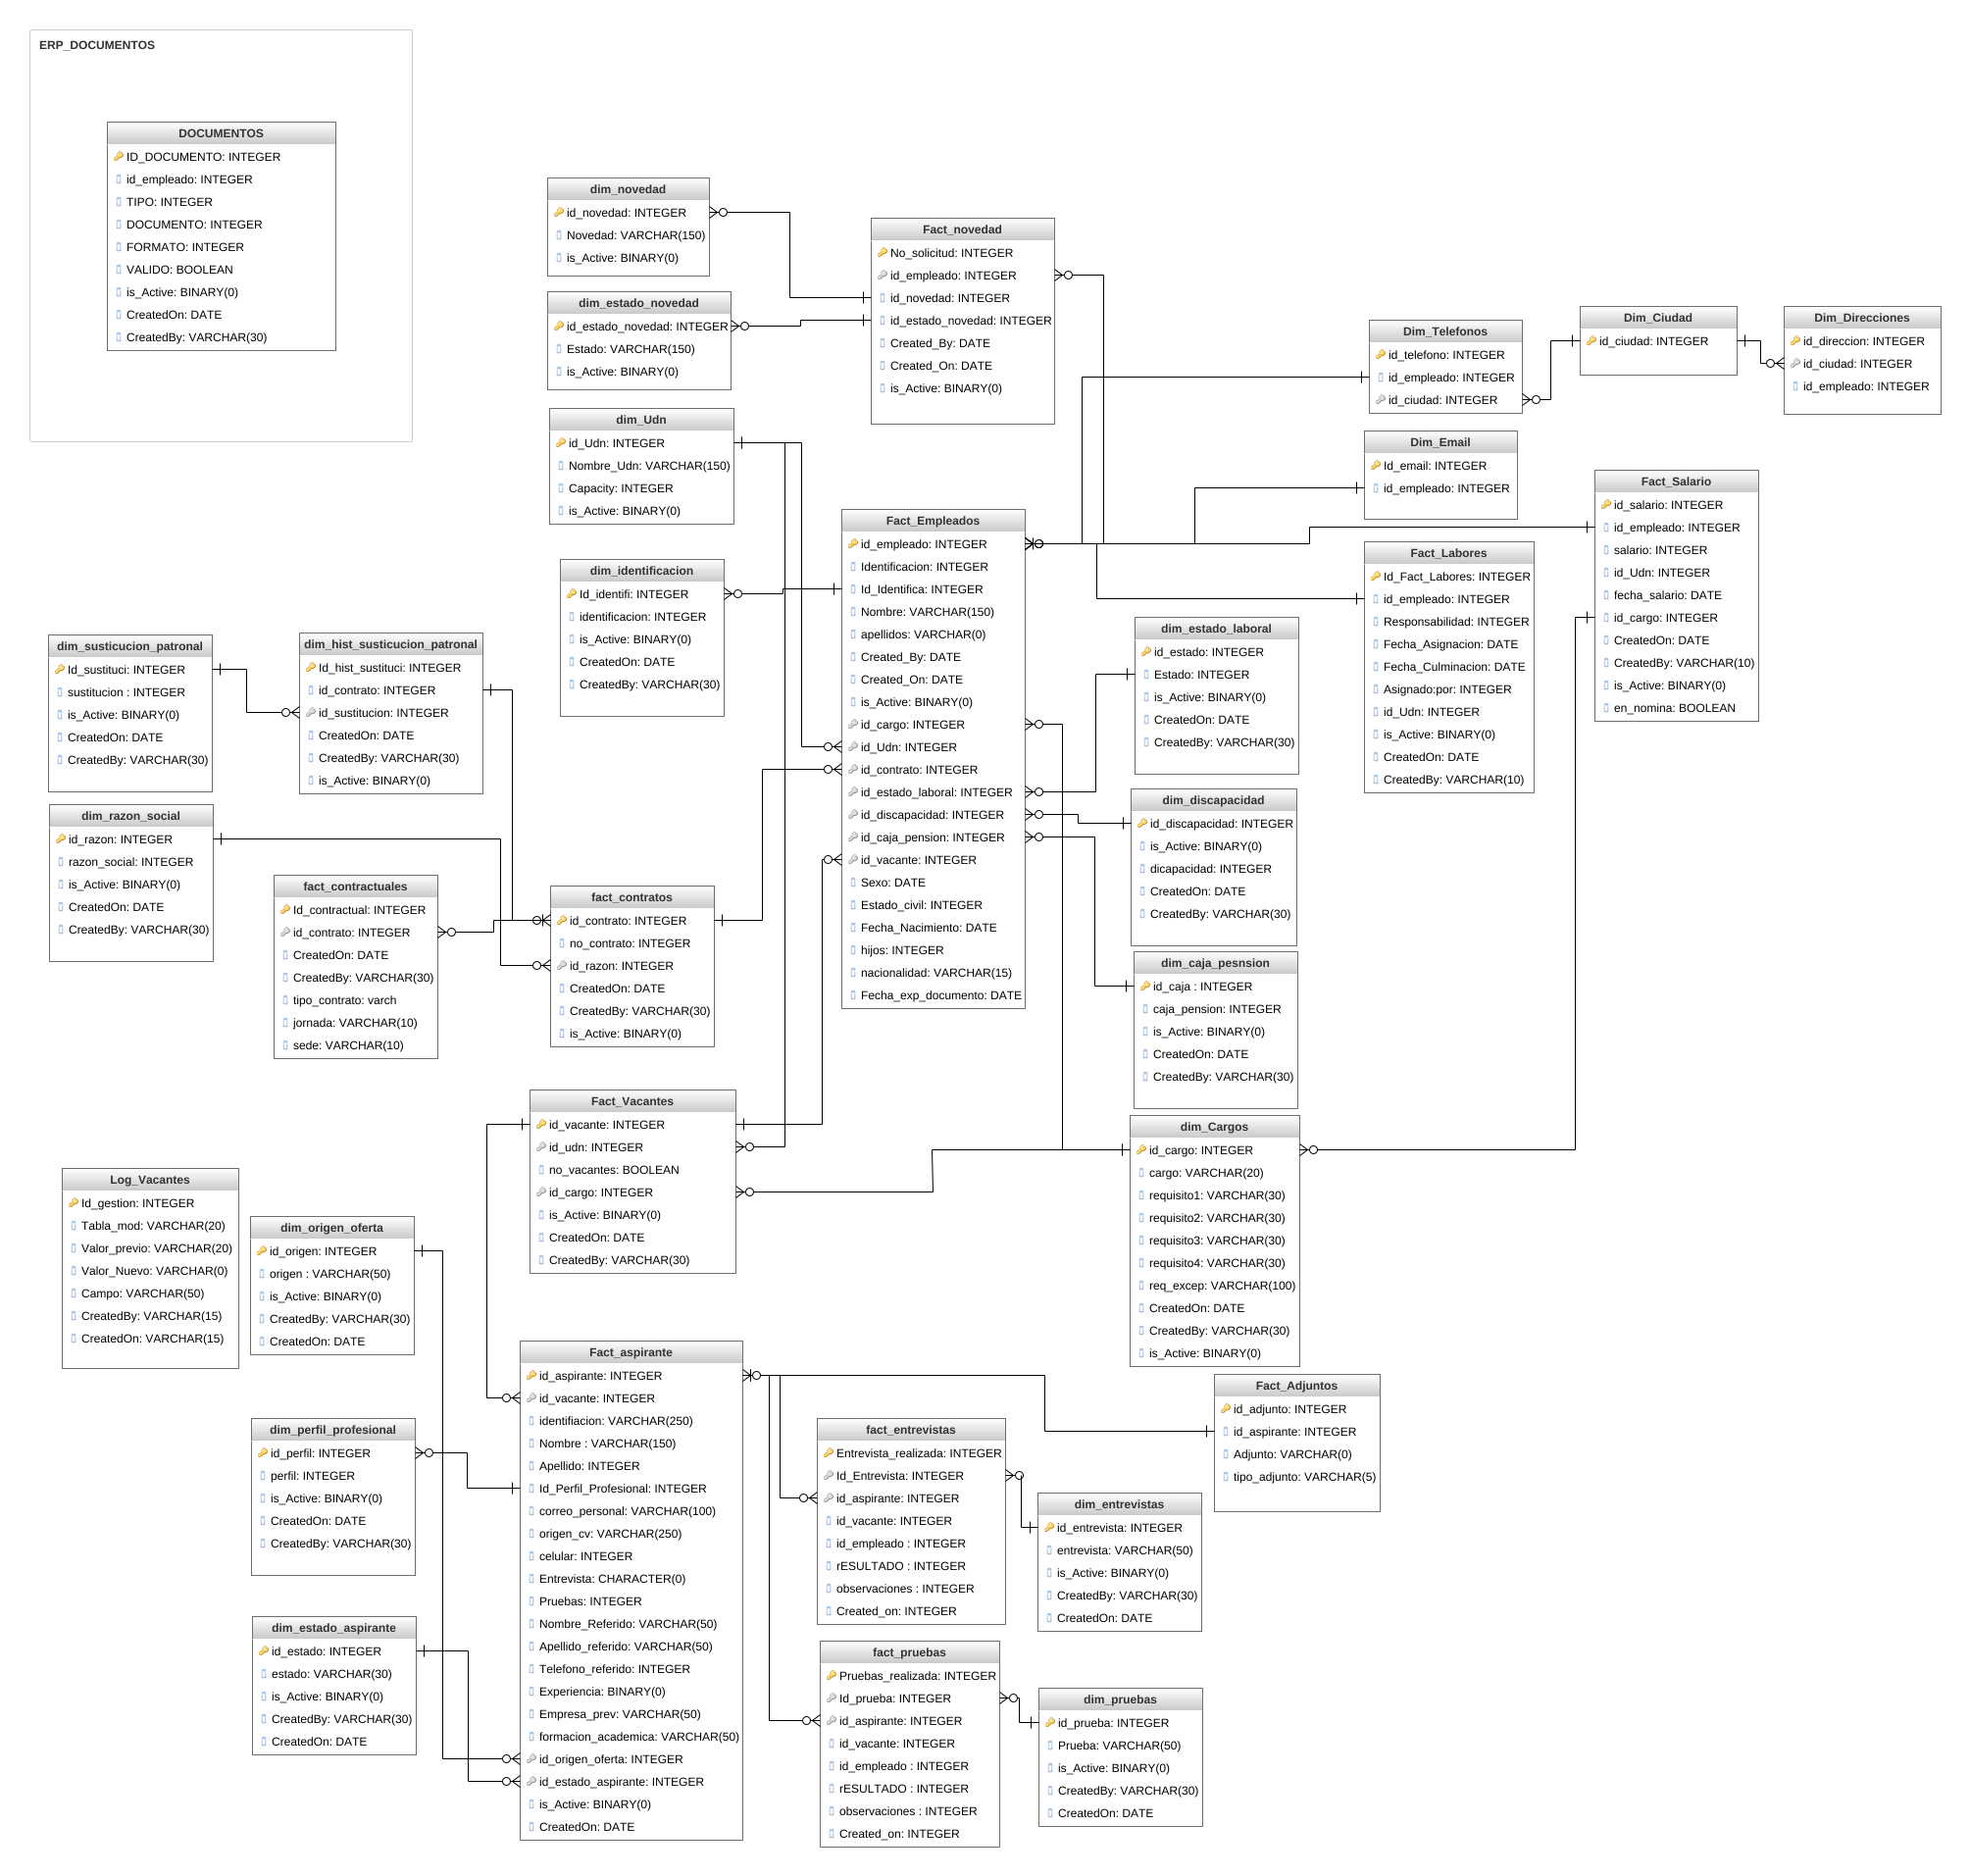 ERP_DOCUMENTOS
DOCUMENTOS
ID_DOCUMENTO: INTEGER
id_empleado: INTEGER
TIPO: INTEGER
DOCUMENTO: INTEGER
FORMATO: INTEGER
VALIDO: BOOLEAN
is_Active: BINARY(0)
CreatedOn: DATE
CreatedBy: VARCHAR(30)
dim_novedad
id_novedad: INTEGER
Novedad: VARCHAR(150)
is_Active: BINARY(0)
dim_estado_novedad
id_estado_novedad: INTEGER
Estado: VARCHAR(150)
is_Active: BINARY(0)
Fact_novedad
No_solicitud: INTEGER
id_empleado: INTEGER
id_novedad: INTEGER
id_estado_novedad: INTEGER
Created_By: DATE
Created_On: DATE
is_Active: BINARY(0)
Dim_Telefonos
id_telefono: INTEGER
id_empleado: INTEGER
id_ciudad: INTEGER
Dim_Ciudad
id_ciudad: INTEGER
Dim_Direcciones
id_direccion: INTEGER
id_ciudad: INTEGER
id_empleado: INTEGER
dim_Udn
id_Udn: INTEGER
Nombre_Udn: VARCHAR(150)
Capacity: INTEGER
is_Active: BINARY(0)
Dim_Email
Id_email: INTEGER
id_empleado: INTEGER
Fact_Salario
id_salario: INTEGER
id_empleado: INTEGER
salario: INTEGER
id_Udn: INTEGER
fecha_salario: DATE
id_cargo: INTEGER
CreatedOn: DATE
CreatedBy: VARCHAR(10)
is_Active: BINARY(0)
en_nomina: BOOLEAN
Fact_Empleados
id_empleado: INTEGER
Identificacion: INTEGER
Id_Identifica: INTEGER
Nombre: VARCHAR(150)
apellidos: VARCHAR(0)
Created_By: DATE
Created_On: DATE
is_Active: BINARY(0)
id_cargo: INTEGER
id_Udn: INTEGER
id_contrato: INTEGER
id_estado_laboral: INTEGER
id_discapacidad: INTEGER
id_caja_pension: INTEGER
id_vacante: INTEGER
Sexo: DATE
Estado_civil: INTEGER
Fecha_Nacimiento: DATE
hijos: INTEGER
nacionalidad: VARCHAR(15)
Fecha_exp_documento: DATE
Fact_Labores
Id_Fact_Labores: INTEGER
id_empleado: INTEGER
Responsabilidad: INTEGER
Fecha_Asignacion: DATE
Fecha_Culminacion: DATE
Asignado:por: INTEGER
id_Udn: INTEGER
is_Active: BINARY(0)
CreatedOn: DATE
CreatedBy: VARCHAR(10)
dim_identificacion
Id_identifi: INTEGER
identificacion: INTEGER
is_Active: BINARY(0)
CreatedOn: DATE
CreatedBy: VARCHAR(30)
dim_estado_laboral
id_estado: INTEGER
Estado: INTEGER
is_Active: BINARY(0)
CreatedOn: DATE
CreatedBy: VARCHAR(30)
dim_susticucion_patronal
Id_sustituci: INTEGER
sustitucion : INTEGER
is_Active: BINARY(0)
CreatedOn: DATE
CreatedBy: VARCHAR(30)
dim_hist_susticucion_patronal
Id_hist_sustituci: INTEGER
id_contrato: INTEGER
id_sustitucion: INTEGER
CreatedOn: DATE
CreatedBy: VARCHAR(30)
is_Active: BINARY(0)
dim_discapacidad
id_discapacidad: INTEGER
is_Active: BINARY(0)
dicapacidad: INTEGER
CreatedOn: DATE
CreatedBy: VARCHAR(30)
dim_razon_social
id_razon: INTEGER
razon_social: INTEGER
is_Active: BINARY(0)
CreatedOn: DATE
CreatedBy: VARCHAR(30)
fact_contractuales
Id_contractual: INTEGER
id_contrato: INTEGER
CreatedOn: DATE
CreatedBy: VARCHAR(30)
tipo_contrato: varch
jornada: VARCHAR(10)
sede: VARCHAR(10)
fact_contratos
id_contrato: INTEGER
no_contrato: INTEGER
id_razon: INTEGER
CreatedOn: DATE
CreatedBy: VARCHAR(30)
is_Active: BINARY(0)
dim_caja_pesnsion
id_caja : INTEGER
caja_pension: INTEGER
is_Active: BINARY(0)
CreatedOn: DATE
CreatedBy: VARCHAR(30)
Fact_Vacantes
id_vacante: INTEGER
id_udn: INTEGER
no_vacantes: BOOLEAN
id_cargo: INTEGER
is_Active: BINARY(0)
CreatedOn: DATE
CreatedBy: VARCHAR(30)
dim_Cargos
id_cargo: INTEGER
cargo: VARCHAR(20)
requisito1: VARCHAR(30)
requisito2: VARCHAR(30)
requisito3: VARCHAR(30)
requisito4: VARCHAR(30)
req_excep: VARCHAR(100)
CreatedOn: DATE
CreatedBy: VARCHAR(30)
is_Active: BINARY(0)
Log_Vacantes
Id_gestion: INTEGER
Tabla_mod: VARCHAR(20)
Valor_previo: VARCHAR(20)
Valor_Nuevo: VARCHAR(0)
Campo: VARCHAR(50)
CreatedBy: VARCHAR(15)
CreatedOn: VARCHAR(15)
dim_origen_oferta
id_origen: INTEGER
origen : VARCHAR(50)
is_Active: BINARY(0)
CreatedBy: VARCHAR(30)
CreatedOn: DATE
Fact_aspirante
id_aspirante: INTEGER
id_vacante: INTEGER
identifiacion: VARCHAR(250)
Nombre : VARCHAR(150)
Apellido: INTEGER
Id_Perfil_Profesional: INTEGER
correo_personal: VARCHAR(100)
origen_cv: VARCHAR(250)
celular: INTEGER
Entrevista: CHARACTER(0)
Pruebas: INTEGER
Nombre_Referido: VARCHAR(50)
Apellido_referido: VARCHAR(50)
Telefono_referido: INTEGER
Experiencia: BINARY(0)
Empresa_prev: VARCHAR(50)
formacion_academica: VARCHAR(50)
id_origen_oferta: INTEGER
id_estado_aspirante: INTEGER
is_Active: BINARY(0)
CreatedOn: DATE
Fact_Adjuntos
id_adjunto: INTEGER
id_aspirante: INTEGER
Adjunto: VARCHAR(0)
tipo_adjunto: VARCHAR(5)
dim_perfil_profesional
id_perfil: INTEGER
perfil: INTEGER
is_Active: BINARY(0)
CreatedOn: DATE
CreatedBy: VARCHAR(30)
fact_entrevistas
Entrevista_realizada: INTEGER
Id_Entrevista: INTEGER
id_aspirante: INTEGER
id_vacante: INTEGER
id_empleado : INTEGER
rESULTADO : INTEGER
observaciones : INTEGER
Created_on: INTEGER
dim_entrevistas
id_entrevista: INTEGER
entrevista: VARCHAR(50)
is_Active: BINARY(0)
CreatedBy: VARCHAR(30)
CreatedOn: DATE
dim_estado_aspirante
id_estado: INTEGER
estado: VARCHAR(30)
is_Active: BINARY(0)
CreatedBy: VARCHAR(30)
CreatedOn: DATE
fact_pruebas
Pruebas_realizada: INTEGER
Id_prueba: INTEGER
id_aspirante: INTEGER
id_vacante: INTEGER
id_empleado : INTEGER
rESULTADO : INTEGER
observaciones : INTEGER
Created_on: INTEGER
dim_pruebas
id_prueba: INTEGER
Prueba: VARCHAR(50)
is_Active: BINARY(0)
CreatedBy: VARCHAR(30)
CreatedOn: DATE